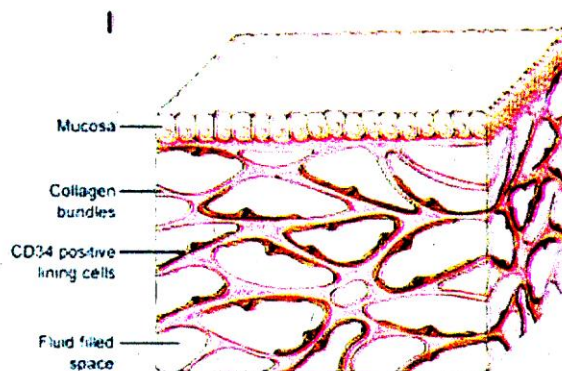 Mucosa
Collagen
bundles
CD34 positive
lining cells
Fluid filled
space